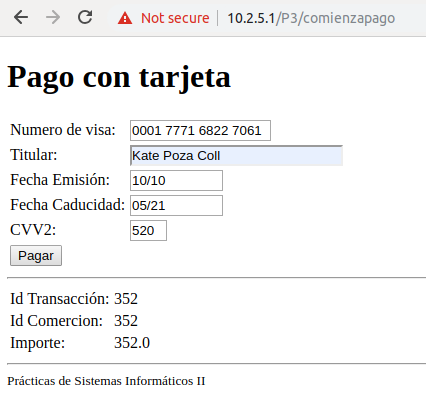 Not secure | 10.2.5.1/P3/comienzapago
Pago con tarjeta
Numero de visa: 0001 7771 6822 7061
Titular: Kate Poza Coll
Fecha Emisión: 10/10
Fecha Caducidad: 05/21
CVV2: 520
Pagar
Id Transacción: 352
Id Comercion: 352
Importe: 352.0
Prácticas de Sistemas Informáticos II